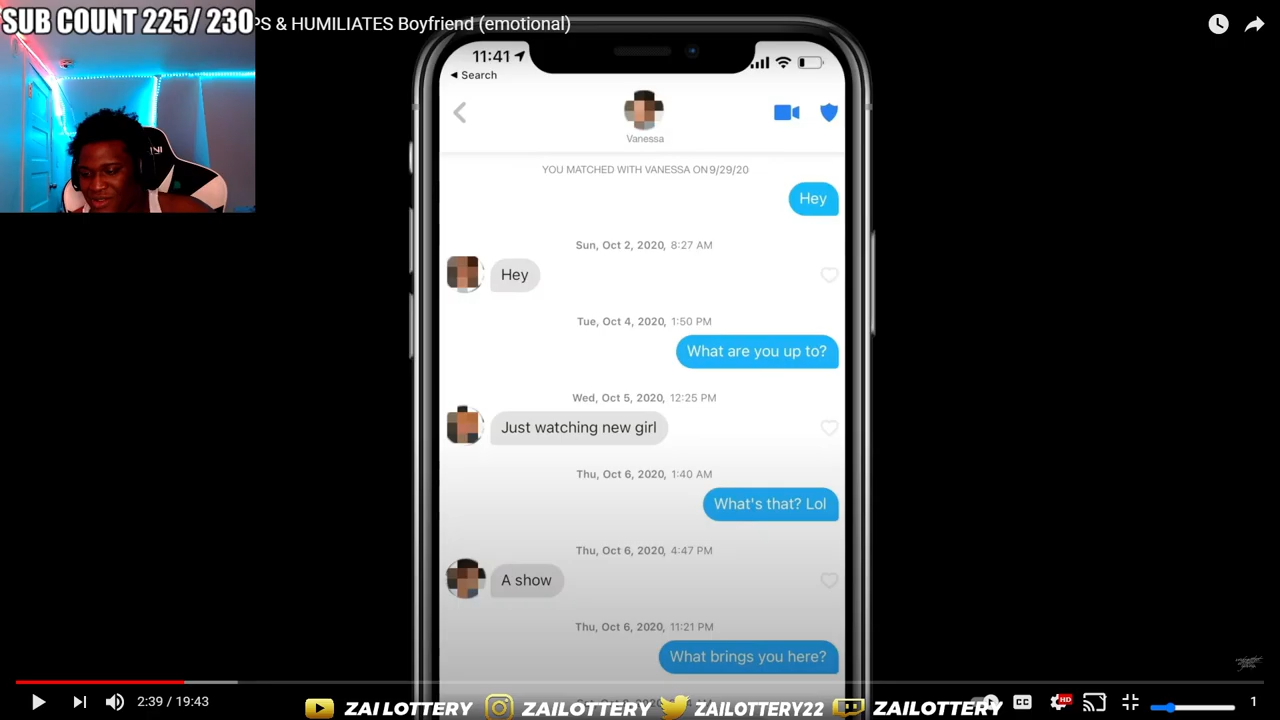 SUB COUNT 225/ 230
PS & HUMILIATES Boyfriend (emotional)
11:41
Search
Vanessa
YOU MATCHED WITH VANESSA ON 9/29/20
Hey
Sun, Oct 2, 2020, 8:27 AM
Hey
Tue, Oct 4, 2020, 1:50 PM
What are you up to?
Wed, Oct 5, 2020, 12:25 PM
Just watching new girl
Thu, Oct 6, 2020, 1:40 AM
What's that? Lol
Thu, Oct 6, 2020, 4:47 PM
A show
Thu, Oct 6, 2020, 11:21 PM
What brings you here?
2:39 / 19:43
ZAI LOTTERY
ZAILOTTERY
ZAILOTTERY22
ZAILOTTERY
CC
HD
1